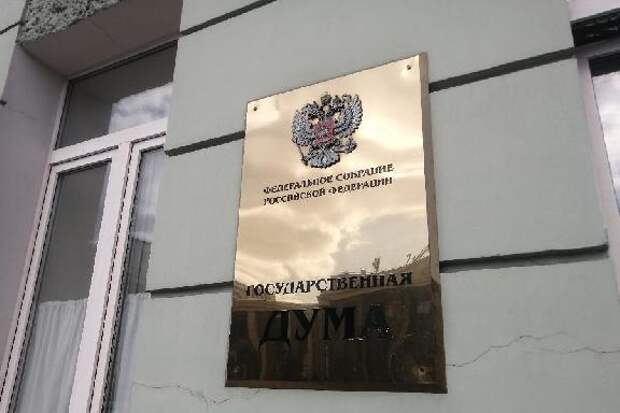 ФЕДЕРАЛЬНОЕ СОБРАНИЕ
РОССИЙСКОЙ ФЕДЕРАЦИИ
ГОСУДАРСТВЕННАЯ
ДУМА